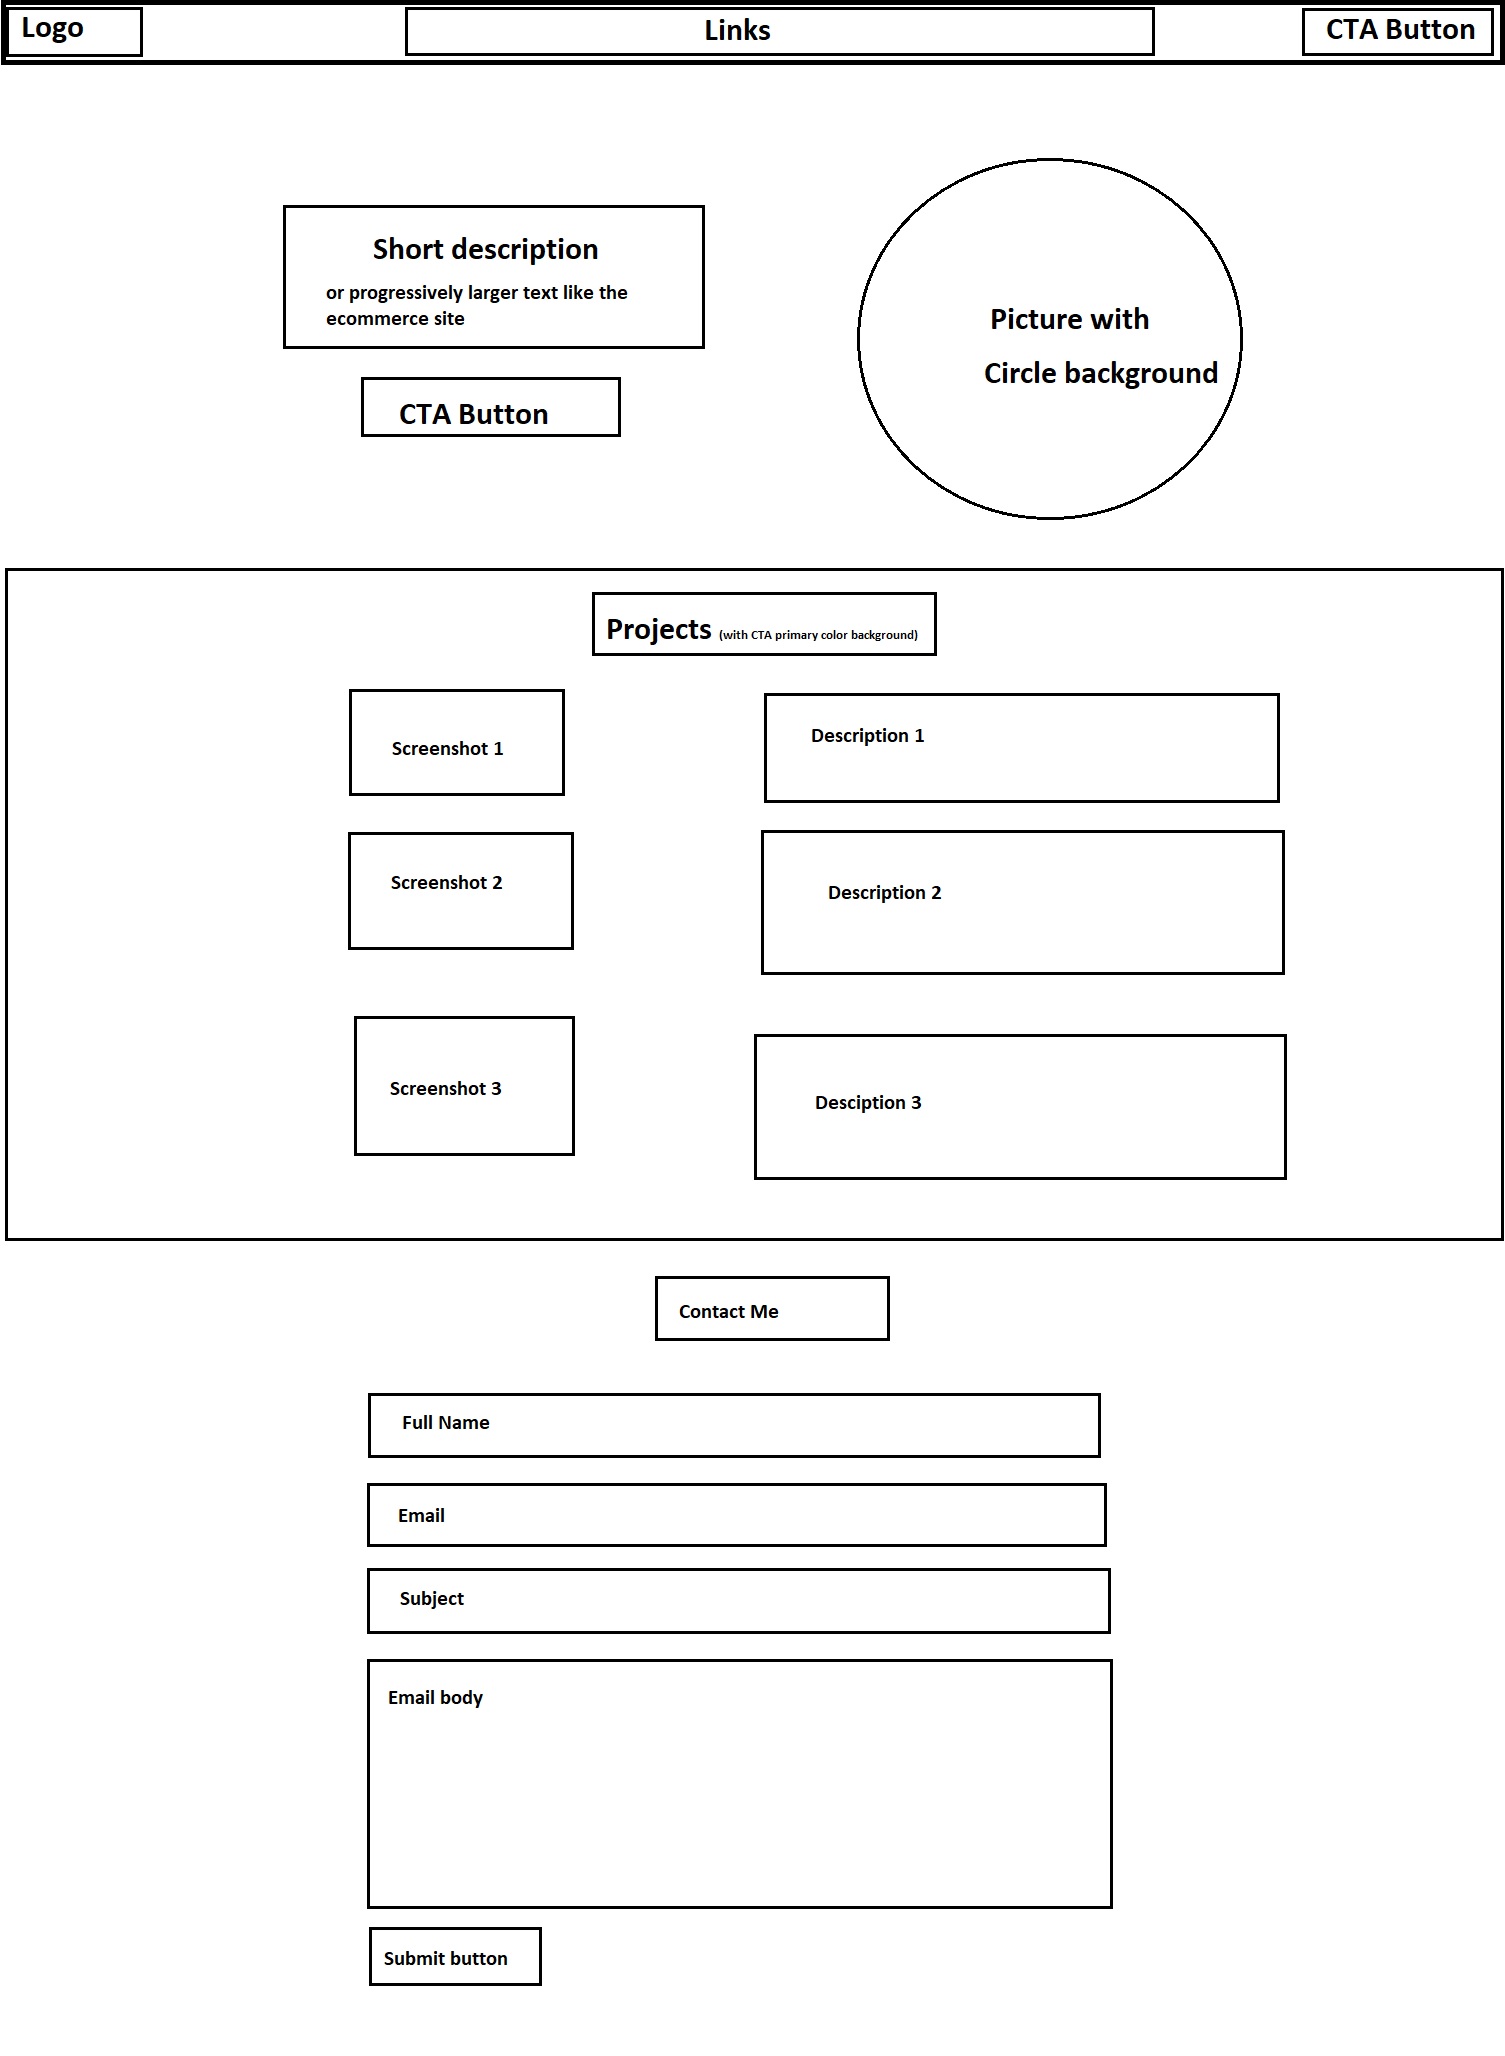 Logo
Links
CTA Button
Short description
or progressively larger text like the
ecommerce site
CTA Button
Picture with
Circle background
Projects (with CTA primary color background)
Screenshot 1
Description 1
Screenshot 2
Description 2
Screenshot 3
Desciption 3
Contact Me
Full Name
Email
Subject
Email body
Submit button